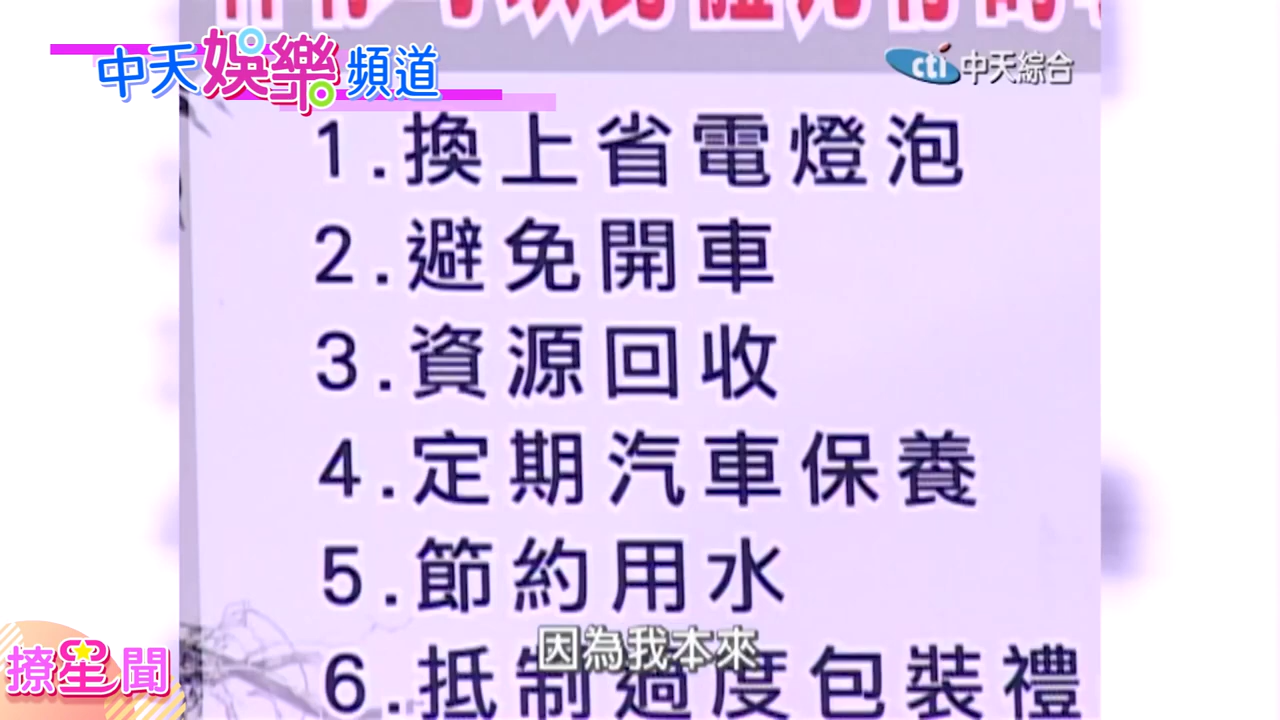 中天娛樂頻道
cti 中天綜合
1.換上省電燈泡
2.避免開車
3.資源回收
4.定期汽車保養
5.節約用水
因為我本來
6.抵制過度包裝禮
撩星聞